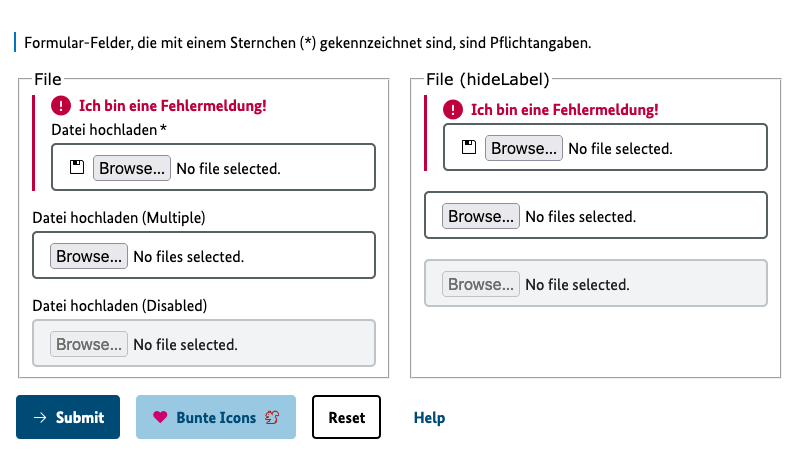 Formular-Felder, die mit einem Sternchen (*) gekennzeichnet sind, sind Pflichtangaben.
File
Ich bin eine Fehlermeldung!
Datei hochladen*
Browse... No file selected.
Datei hochladen (Multiple)
Browse... No files selected.
Datei hochladen (Disabled)
Browse... No file selected.
File (hideLabel)
Ich bin eine Fehlermeldung!
Browse... No file selected.
Browse... No files selected.
Browse... No file selected.
Submit Bunte Icons Reset Help